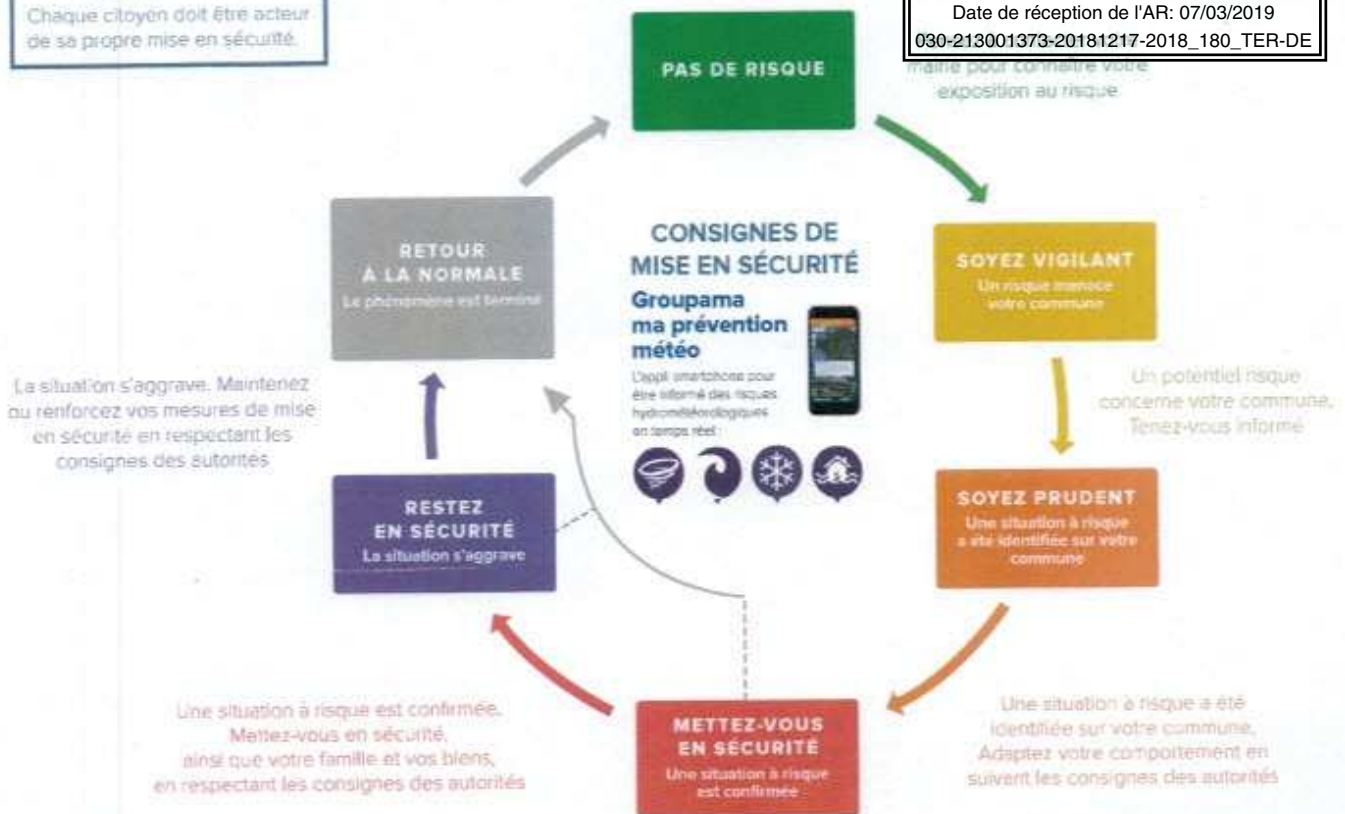 Chaque citoyen doit être acteur
de sa propre mise en sécurité.
Date de réception de l'AR: 07/03/2019
030-213001373-20181217-2018_180_TER-DE
mairie pour connaître votre
exposition au risque
PAS DE RISQUE
RETOUR
À LA NORMALE
Le phénomène est terminé
CONSIGNES DE
MISE EN SÉCURITÉ
Groupama
ma prévention
météo
L'appli smartphone pour
être informé des risques
hydrométéorologiques
en temps réel :
SOYEZ VIGILANT
Un risque menace
votre commune
Un potentiel risque
concerne votre commune,
Tenez-vous informé
La situation s'aggrave. Maintenez
ou renforcez vos mesures de mise
en sécurité en respectant les
consignes des autorités
RESTEZ
EN SÉCURITÉ
La situation s'aggrave
SOYEZ PRUDENT
Une situation à risque
a été identifiée sur votre
commune
Une situation à risque est confirmée.
Mettez-vous en sécurité,
ainsi que votre famille et vos biens,
en respectant les consignes des autorités
METTEZ-VOUS
EN SÉCURITÉ
Une situation à risque
est confirmée
Une situation à risque a été
identifiée sur votre commune,
Adaptez votre comportement en
suivant les consignes des autorités